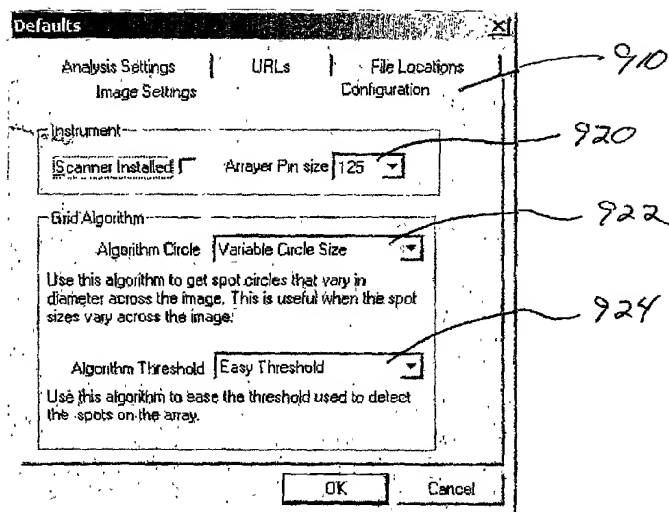 Defaults
Analysis Settings URLs File Locations
Image Settings Configuration
910
Instrument
Scanner Installed Arrayer Pin size 125
920
Grid Algorithm
922
Algorithm Circle Variable Circle Size
Use this algorithm to get spot circles that vary in
diameter across the image. This is useful when the spot
sizes vary across the image.
924
Algorithm Threshold Easy Threshold
Use this algorithm to ease the threshold used to detect
the spots on the array.
OK Cancel